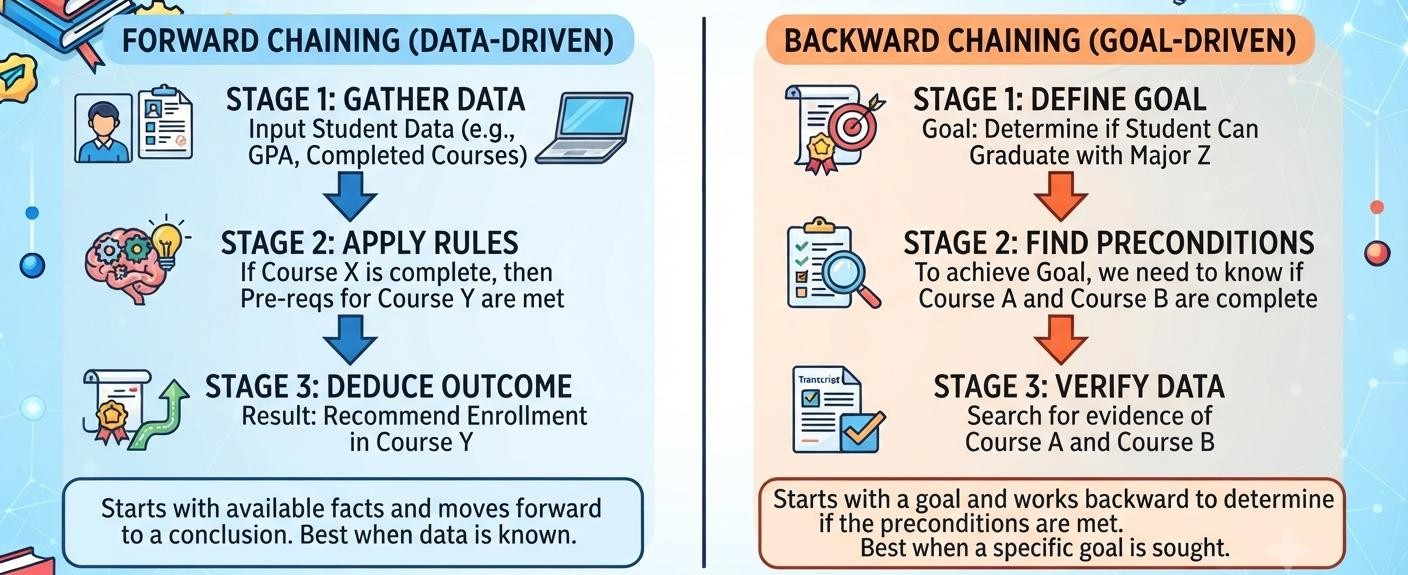 FORWARD CHAINING (DATA-DRIVEN)
STAGE 1: GATHER DATA
Input Student Data (e.g.,
GPA, Completed Courses)
STAGE 2: APPLY RULES
If Course X is complete, then
Pre-reqs for Course Y are met
STAGE 3: DEDUCE OUTCOME
Result: Recommend Enrollment
in Course Y
Starts with available facts and moves forward
to a conclusion. Best when data is known.
BACKWARD CHAINING (GOAL-DRIVEN)
STAGE 1: DEFINE GOAL
Goal: Determine if Student Can
Graduate with Major Z
STAGE 2: FIND PRECONDITIONS
To achieve Goal, we need to know if
Course A and Course B are complete
Trantcript
STAGE 3: VERIFY DATA
Search for evidence of
Course A and Course B
Starts with a goal and works backward to determine
if the preconditions are met.
Best when a specific goal is sought.